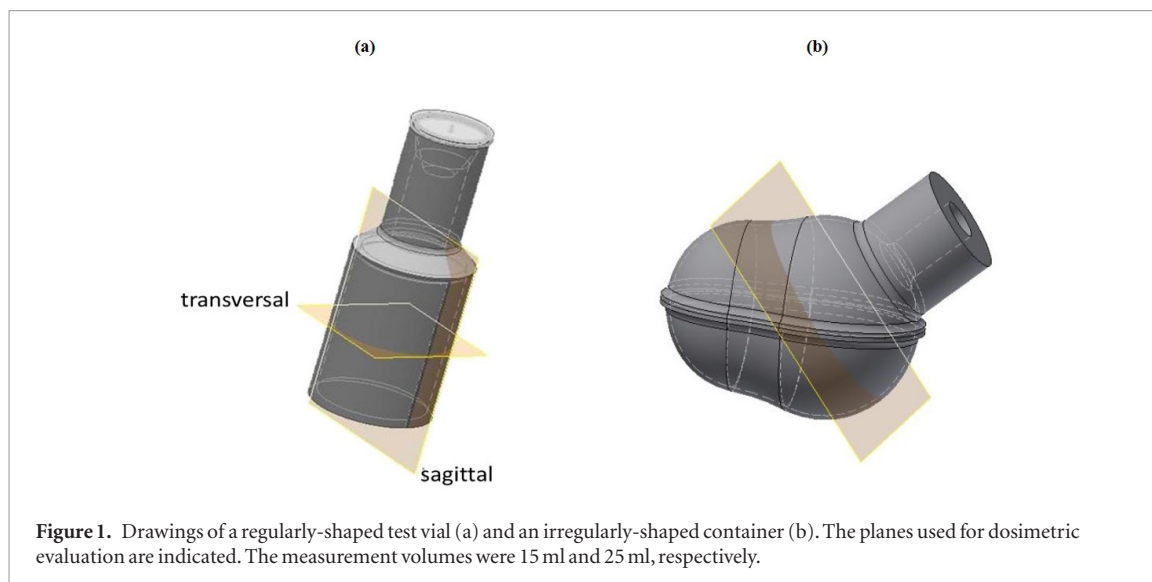 (a)
(b)
transversal
sagittal
Figure 1. Drawings of a regularly-shaped test vial (a) and an irregularly-shaped container (b). The planes used for dosimetric
evaluation are indicated. The measurement volumes were 15 ml and 25 ml, respectively.